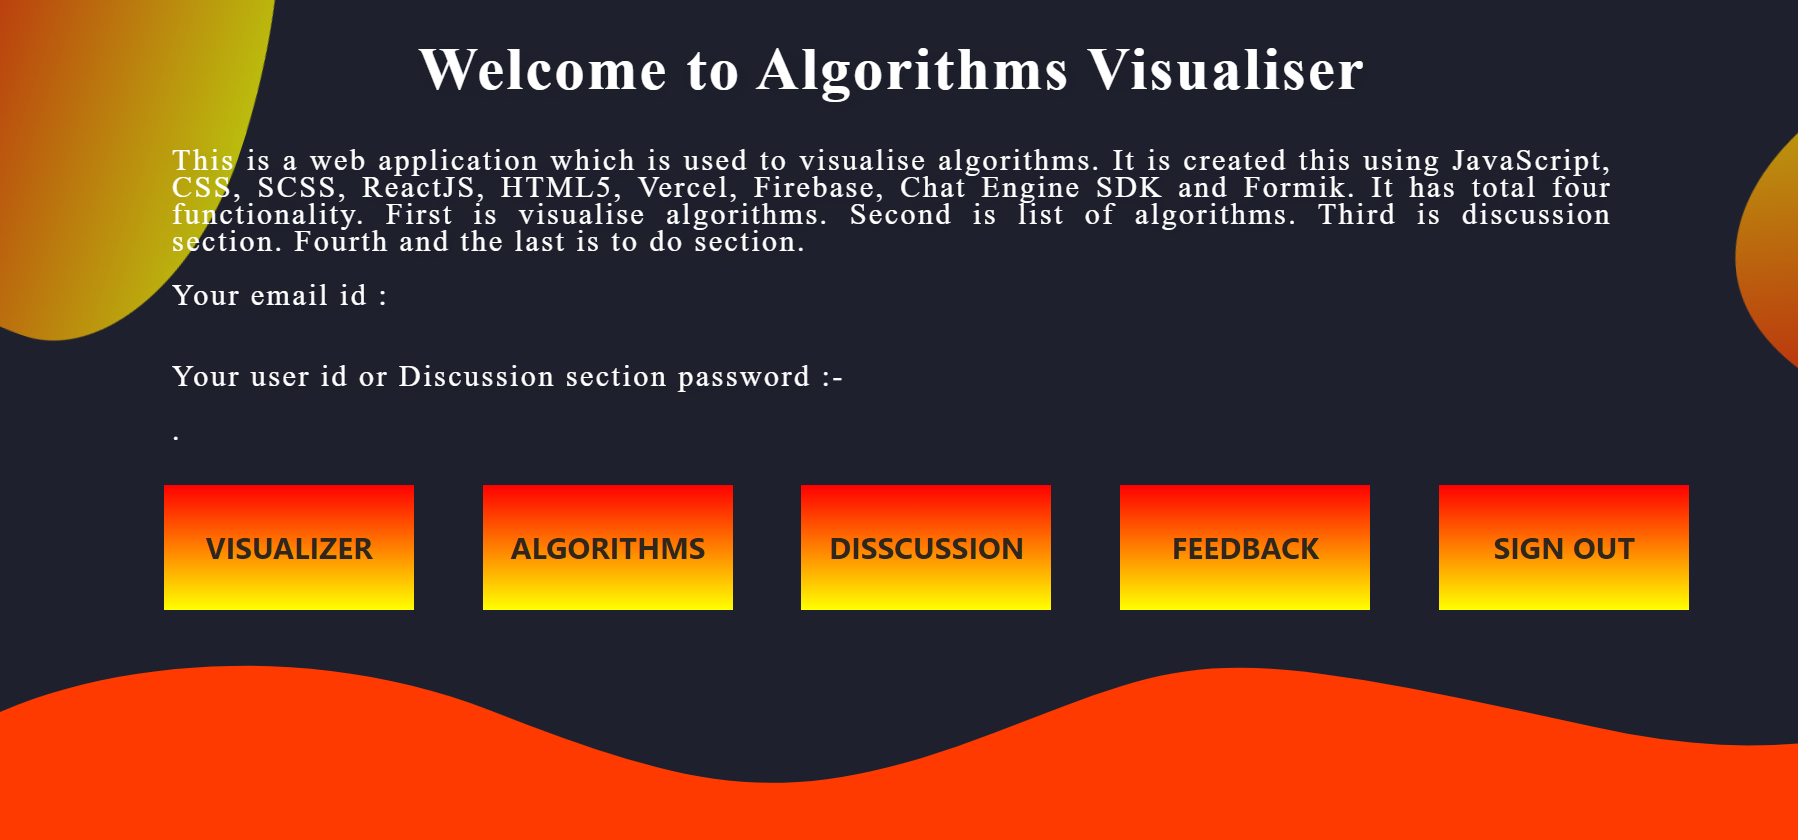 Welcome to Algorithms Visualiser
This is a web application which is used to visualise algorithms. It is created this using JavaScript,
CSS, SCSS, ReactJS, HTML5, Vercel, Firebase, Chat Engine SDK and Formik. It has total four
functionality. First is visualise algorithms. Second is list of algorithms. Third is discussion
section. Fourth and the last is to do section.
Your email id :
Your user id or Discussion section password :-
.
VISUALIZER ALGORITHMS DISSCUSSION FEEDBACK SIGN OUT